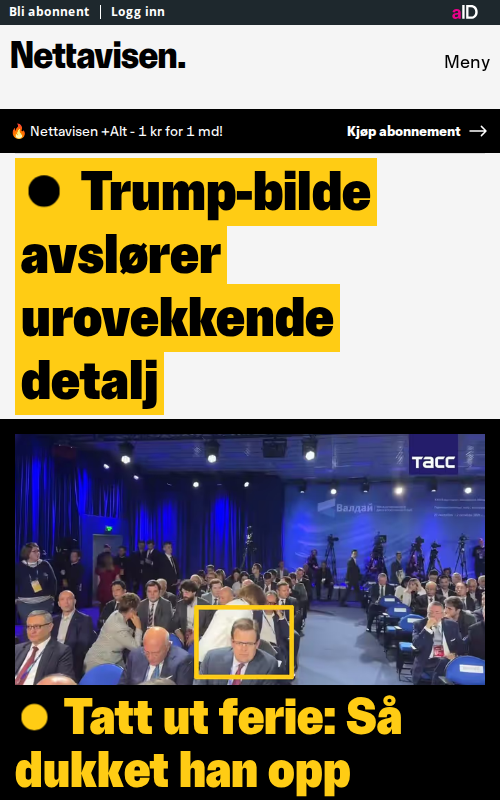 Bli abonnent
Logg inn
aID
Nettavisen.
Meny
Nettavisen +Alt - 1 kr for 1 md!
Kjøp abonnement
Trump-bilde
avslører
urovekkende
detalj
ТАСС
Валдай
Tatt ut ferie: Så
dukket han opp